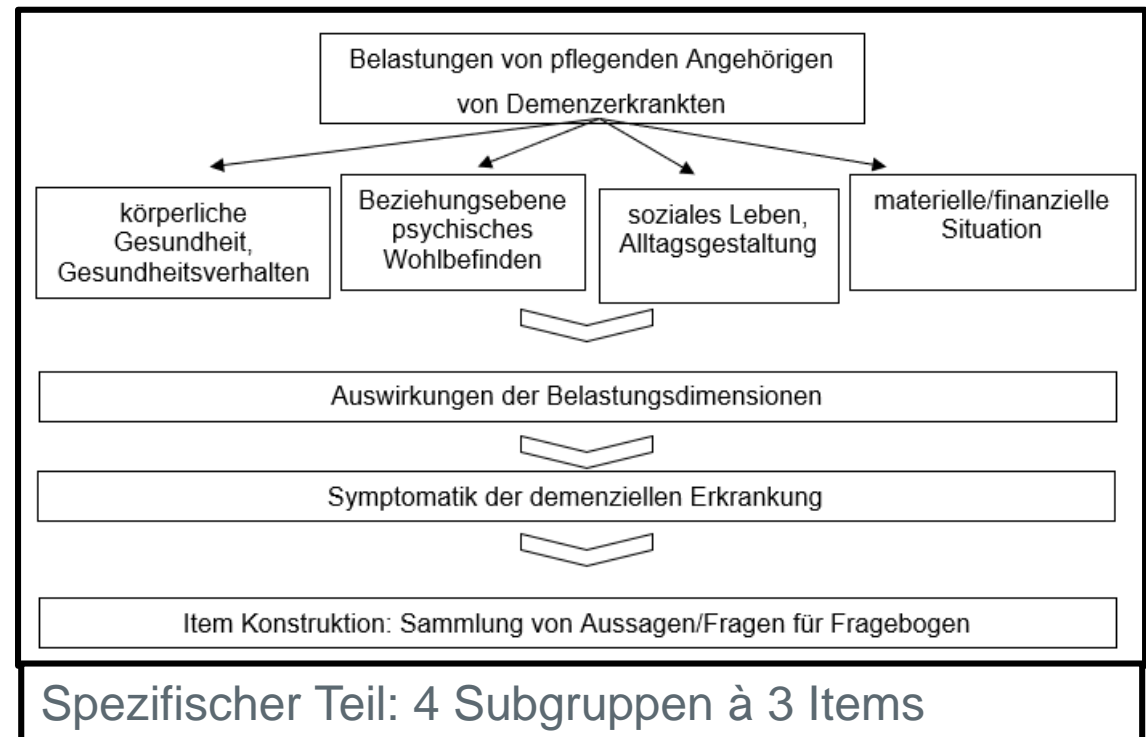 Belastungen von pflegenden Angehörigen
von Demenzerkrankten
körperliche
Gesundheit,
Gesundheitsverhalten
Beziehungsebene
psychisches
Wohlbefinden
soziales Leben,
Alltagsgestaltung
materielle/finanzielle
Situation
Auswirkungen der Belastungsdimensionen
Symptomatik der demenziellen Erkrankung
Item Konstruktion: Sammlung von Aussagen/Fragen für Fragebogen
Spezifischer Teil: 4 Subgruppen à 3 Items